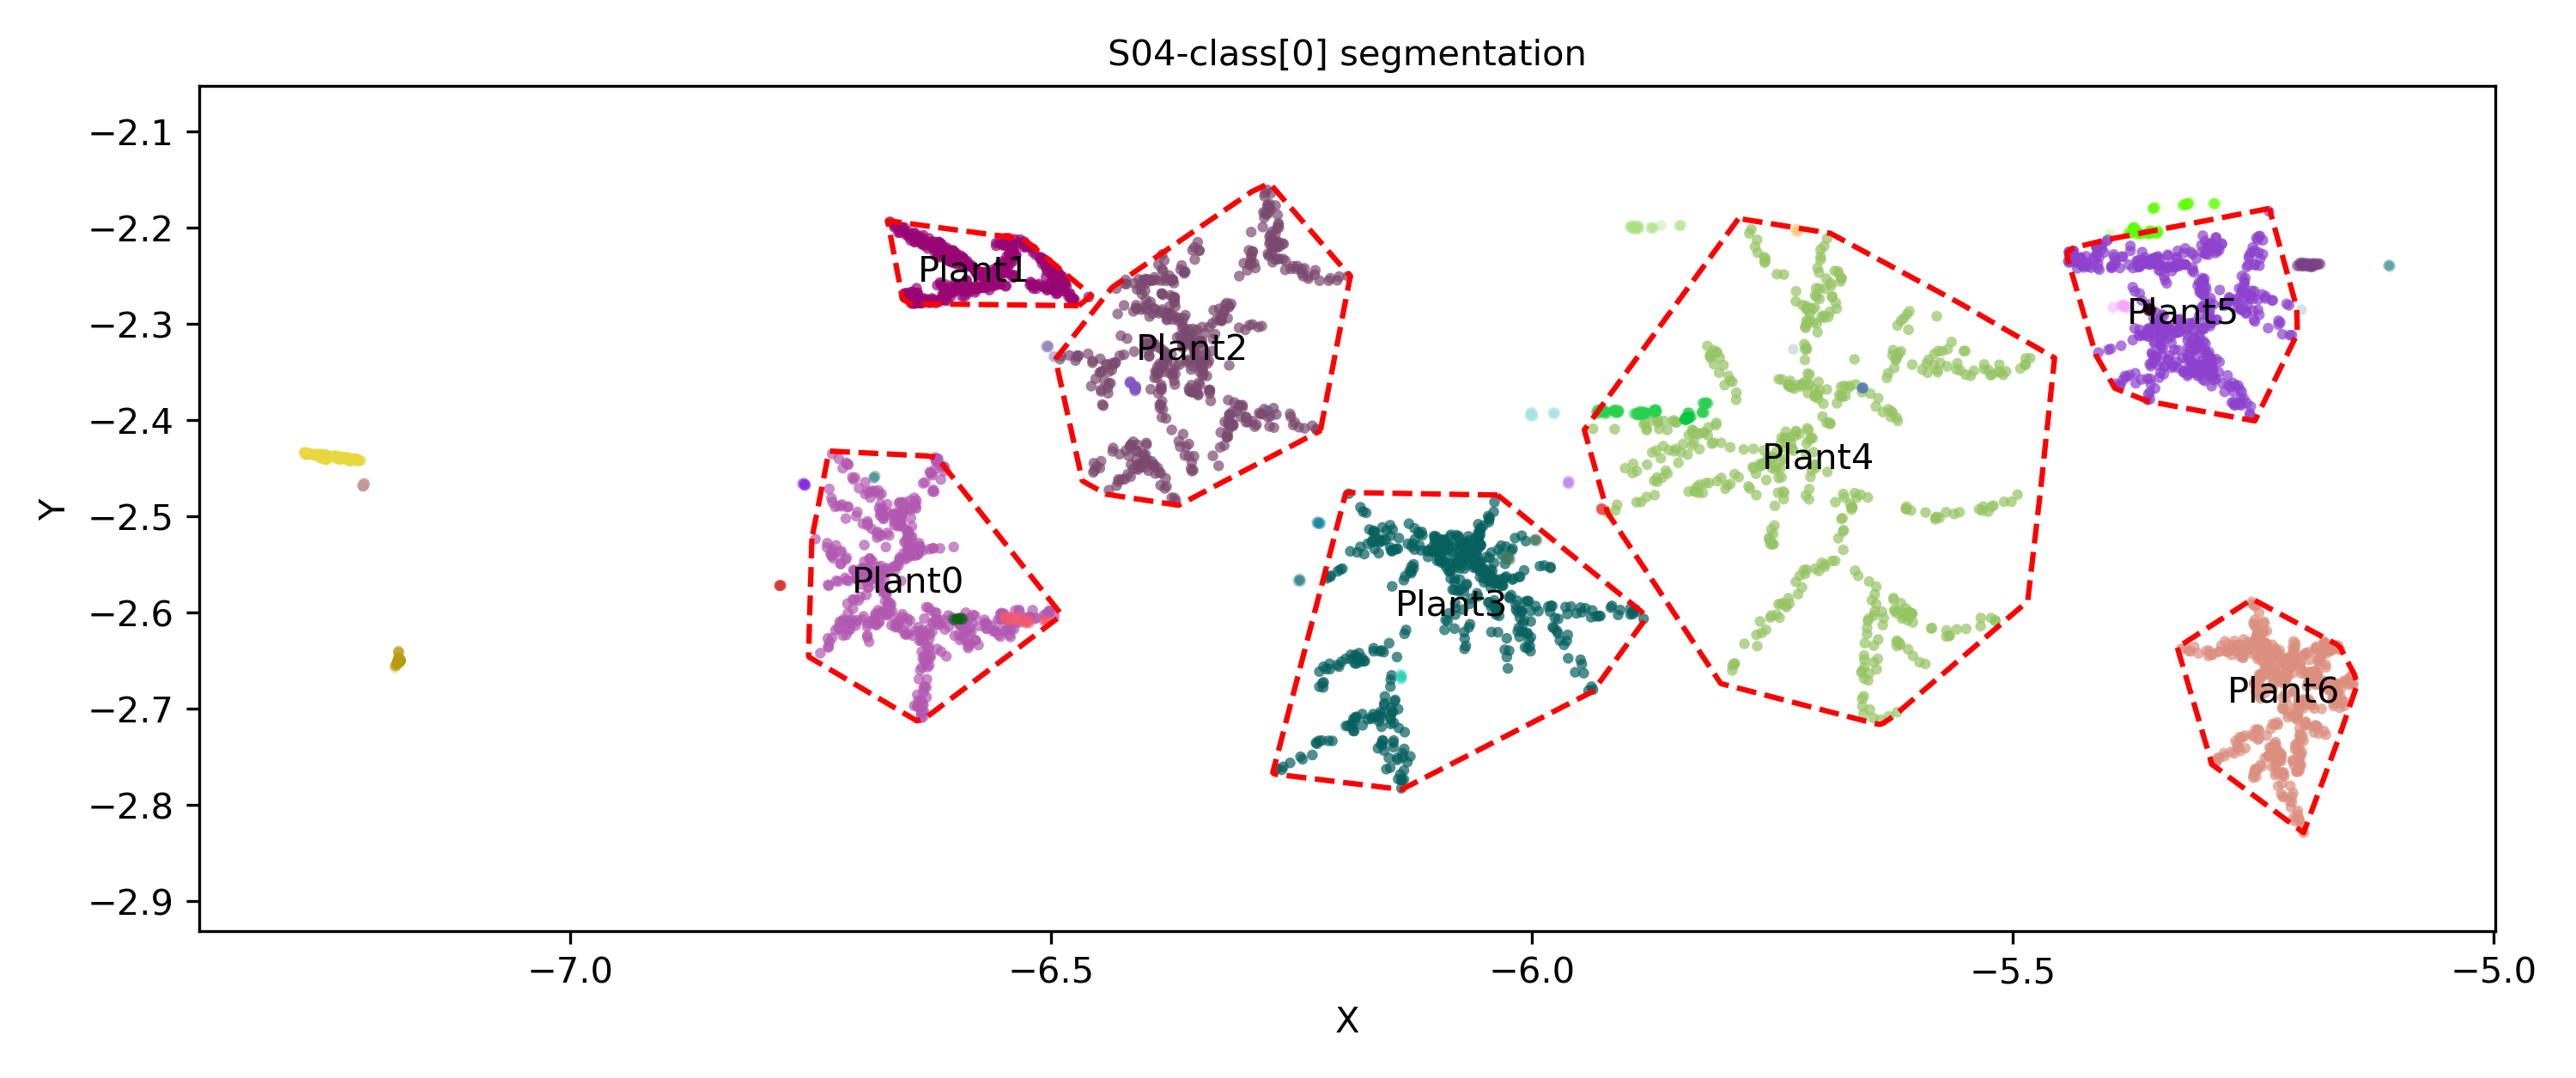 S04-class[0] segmentation
−2.1
−2.2
−2.3
−2.4
−2.5
−2.6
−2.7
−2.8
−2.9
Y
Plant1
Plant2
Plant5
Plant4
Plant0
Plant3
Plant6
−7.0
−6.5
−6.0
−5.5
−5.0
X